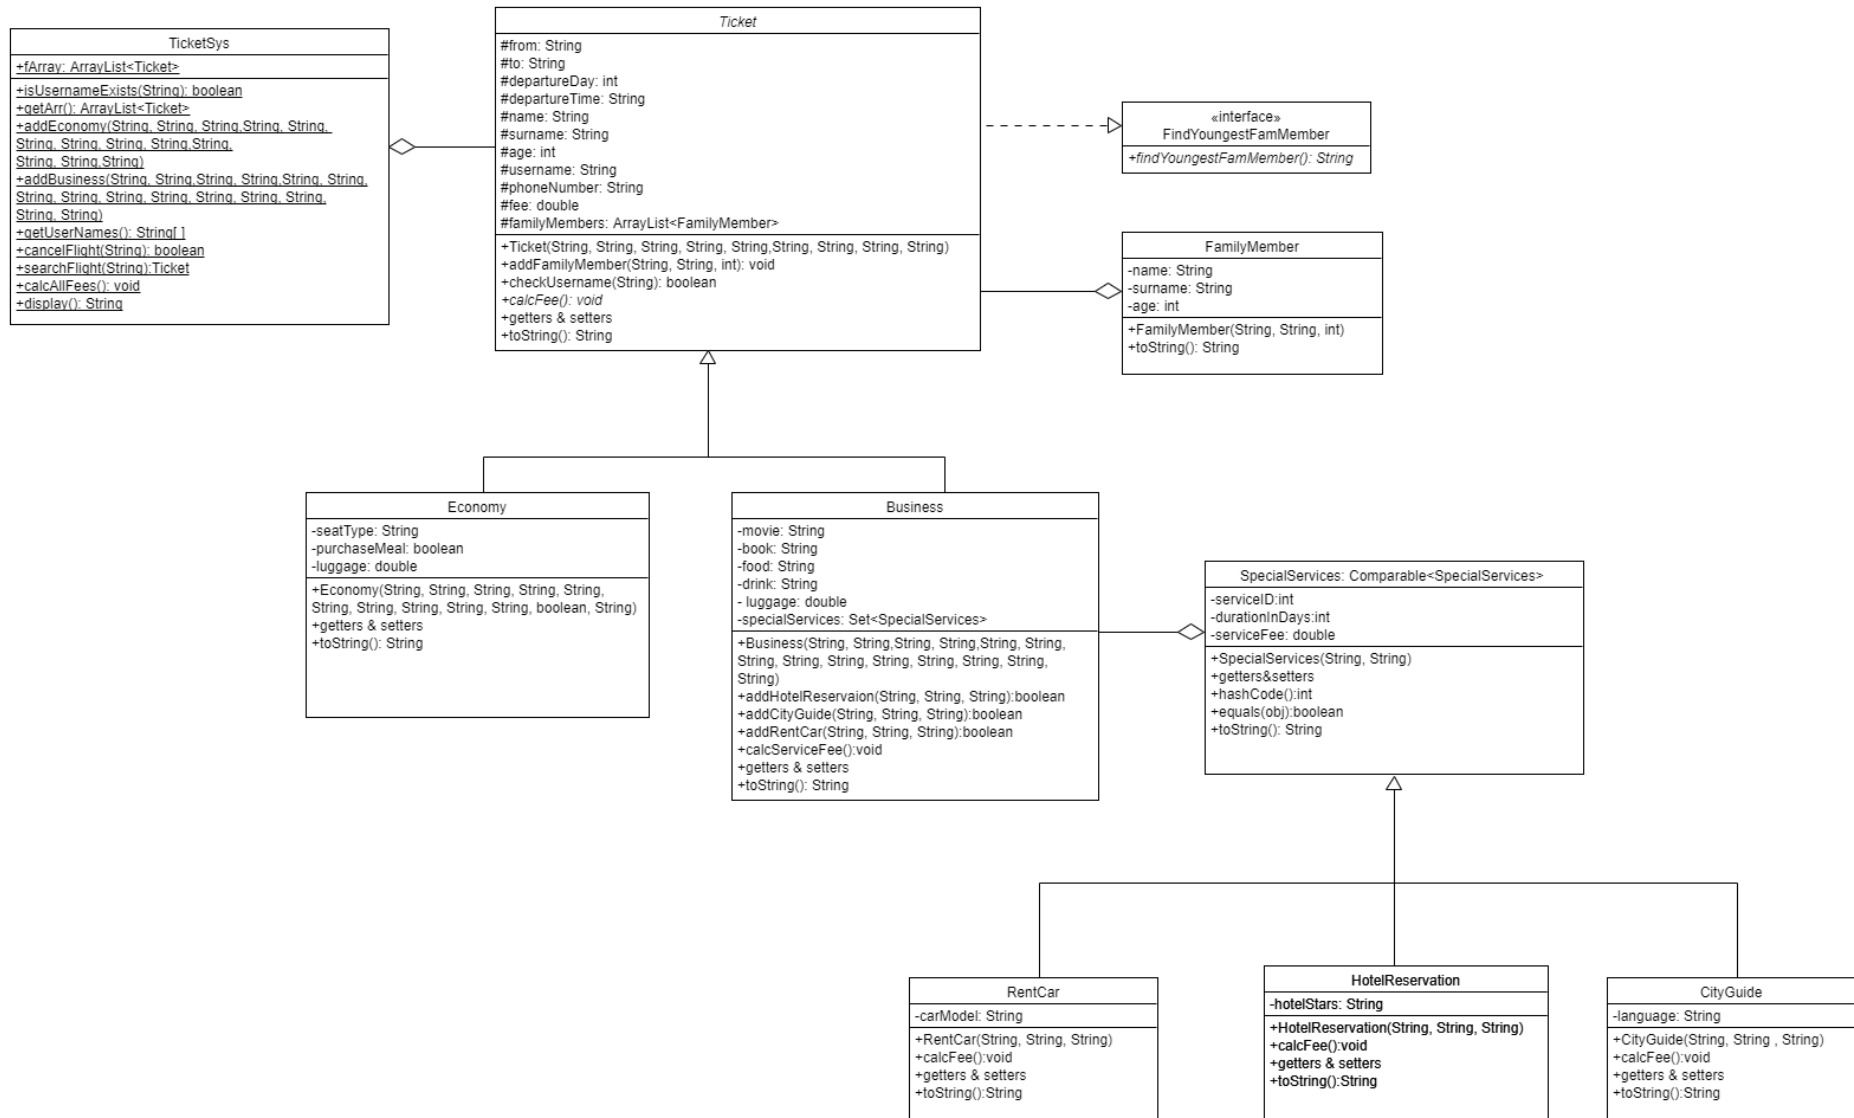 TicketSys
+fArray: ArrayList<Ticket>
+isUsernameExists(String): boolean
+getArr(): ArrayList<Ticket>
+addEconomy(String, String, String,String, String,
String, String, String, String,String,
String, String,String)
+addBusiness(String, String,String, String,String, String,
String, String, String, String, String, String, String,
String, String)
+getUserNames(): String[ ]
+cancelFlight(String): boolean
+searchFlight(String):Ticket
+calcAllFees(): void
+display(): String
Ticket
#from: String
#to: String
#departureDay: int
#departureTime: String
#name: String
#surname: String
#age: int
#username: String
#phoneNumber: String
#fee: double
#familyMembers: ArrayList<FamilyMember>
+Ticket(String, String, String, String, String,String, String, String, String)
+addFamilyMember(String, String, int): void
+checkUsername(String): boolean
+calcFee(): void
+getters & setters
+toString(): String
«interface»
FindYoungestFamMember
+findYoungestFamMember(): String
FamilyMember
-name: String
-surname: String
-age: int
+FamilyMember(String, String, int)
+toString(): String
Economy
-seatType: String
-purchaseMeal: boolean
-luggage: double
+Economy(String, String, String, String, String,
String, String, String, String, String, boolean, String)
+getters & setters
+toString(): String
Business
-movie: String
-book: String
-food: String
-drink: String
- luggage: double
-specialServices: Set<SpecialServices>
+Business(String, String,String, String,String, String,
String, String, String, String, String, String, String,
String)
+addHotelReservaion(String, String, String):boolean
+addCityGuide(String, String, String):boolean
+addRentCar(String, String, String):boolean
+calcServiceFee():void
+getters & setters
+toString(): String
SpecialServices: Comparable<SpecialServices>
-serviceID:int
-durationInDays:int
-serviceFee: double
+SpecialServices(String, String)
+getters&setters
+hashCode():int
+equals(obj):boolean
+toString(): String
RentCar
-carModel: String
+RentCar(String, String, String)
+calcFee():void
+getters & setters
+toString():String
HotelReservation
-hotelStars: String
+HotelReservation(String, String, String)
+calcFee():void
+getters & setters
+toString():String
CityGuide
-language: String
+CityGuide(String, String , String)
+calcFee():void
+getters & setters
+toString():String